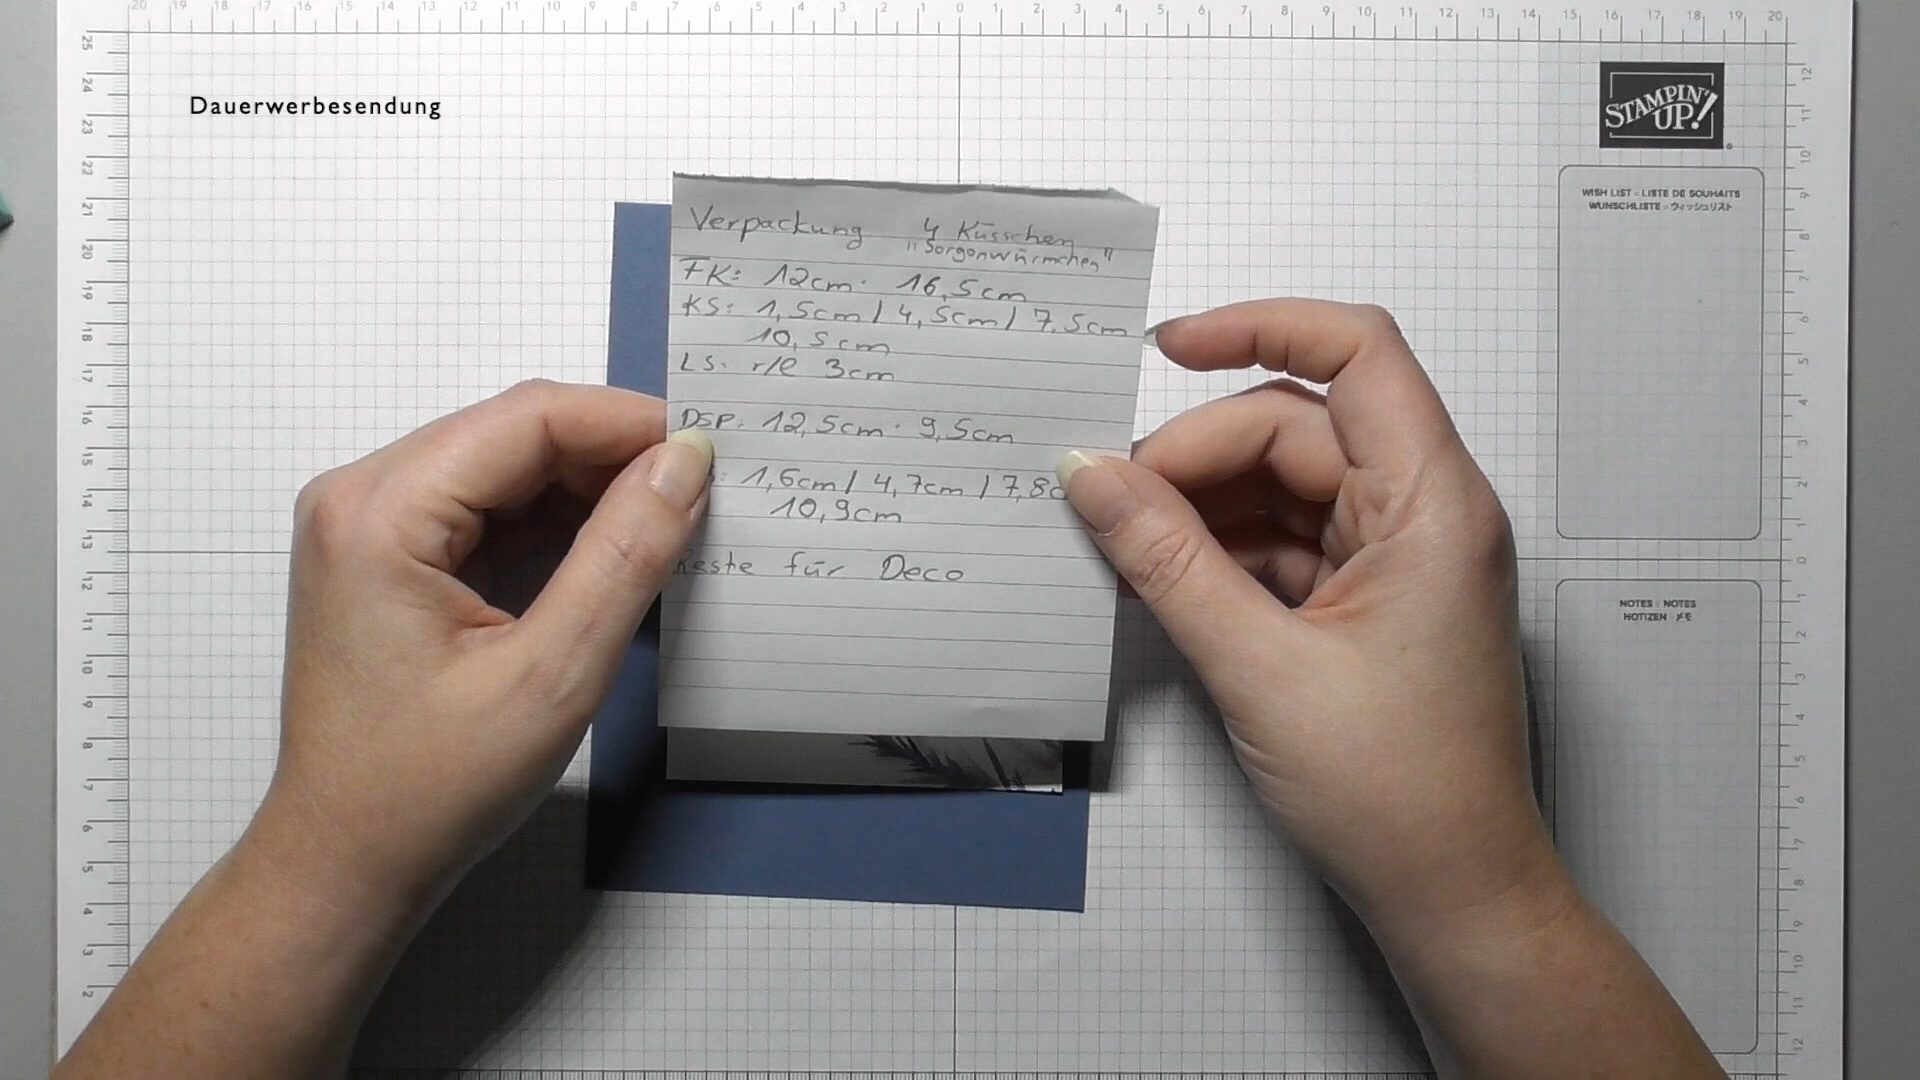 Dauerwerbesendung
STAMPIN' UP!
WISH LIST · LISTE DE SOUHAITS
WUNSCHLISTE · ウィッシュリスト
Verpackung 4 Küsschen
"Sorgenwürmchen"
FK: 12cm · 16,5cm
KS: 1,5cm / 4,5cm / 7,5cm
10,5cm
LS: r/l 3cm
DSP: 12,5cm · 9,5cm
: 1,6cm / 4,7cm / 7,8c
10,9cm
Reste für Deco
NOTES · NOTES
NOTIZEN · メモ